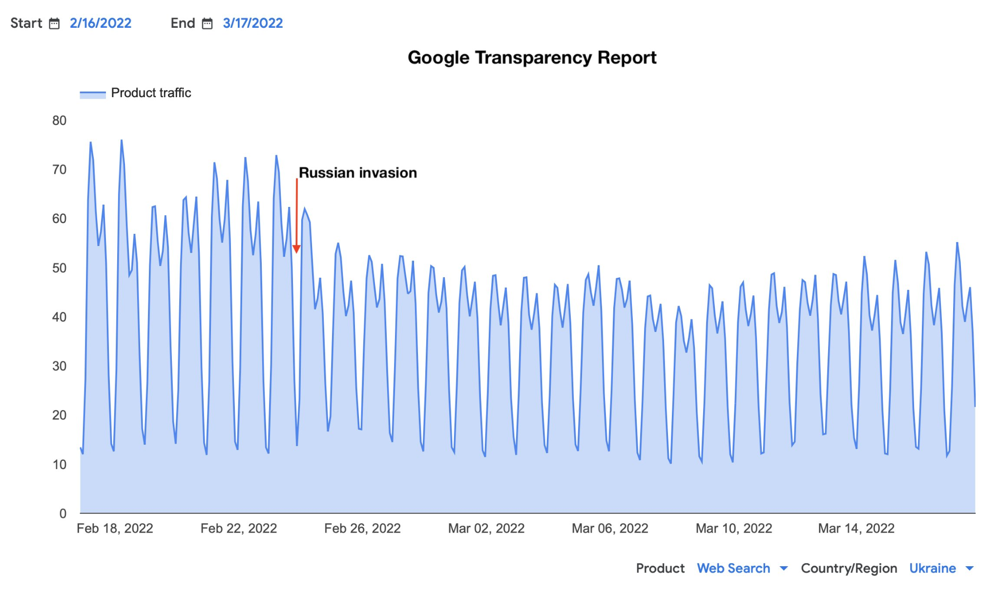 Start 2/16/2022 End 3/17/2022
Google Transparency Report
Product traffic
80
70
Russian invasion
60
50
40
30
20
10
0
Feb 18, 2022 Feb 22, 2022 Feb 26, 2022 Mar 02, 2022 Mar 06, 2022 Mar 10, 2022 Mar 14, 2022
Product Web Search Country/Region Ukraine